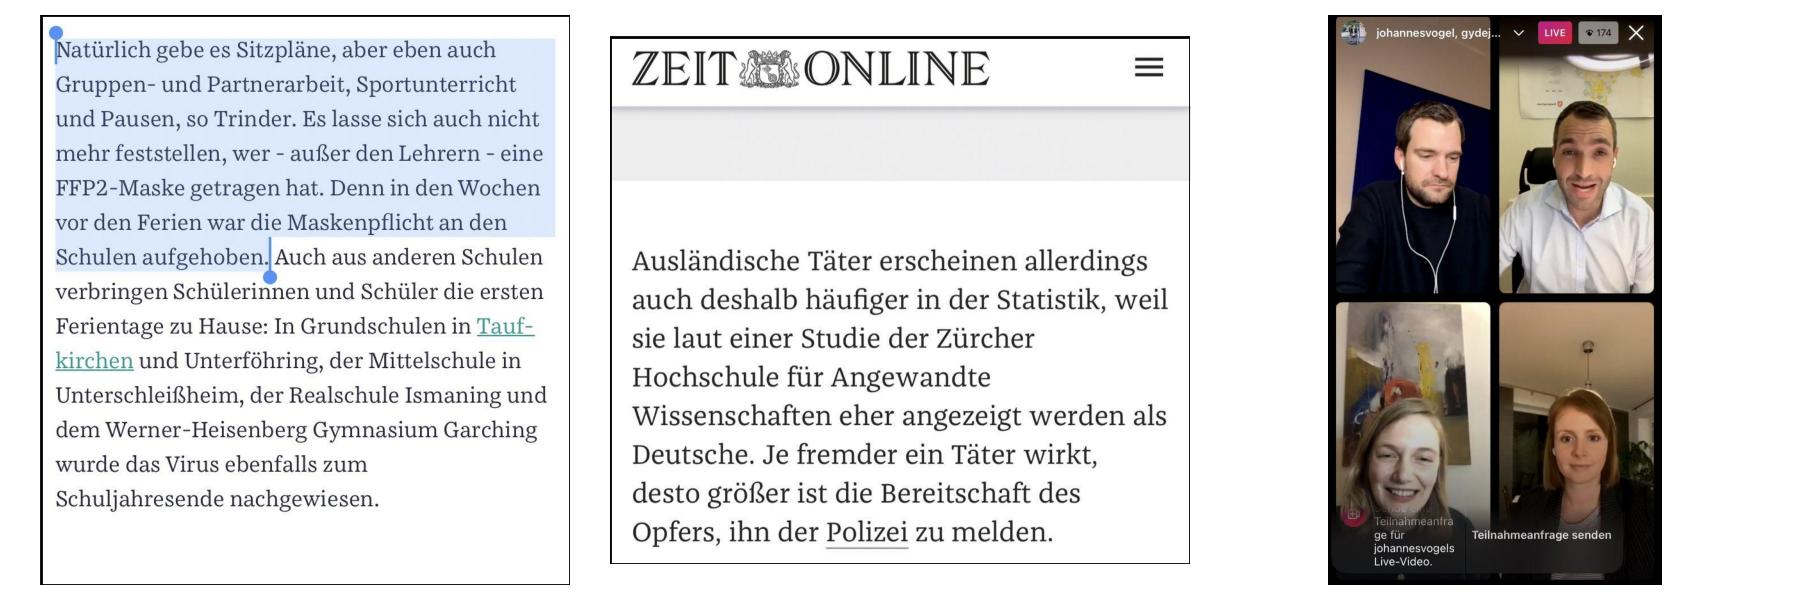 Natürlich gebe es Sitzpläne, aber eben auch
Gruppen- und Partnerarbeit, Sportunterricht
und Pausen, so Trinder. Es lasse sich auch nicht
mehr feststellen, wer - außer den Lehrern - eine
FFP2-Maske getragen hat. Denn in den Wochen
vor den Ferien war die Maskenpflicht an den
Schulen aufgehoben. Auch aus anderen Schulen
verbringen Schülerinnen und Schüler die ersten
Ferientage zu Hause: In Grundschulen in Tauf-
kirchen und Unterföhring, der Mittelschule in
Unterschleißheim, der Realschule Ismaning und
dem Werner-Heisenberg Gymnasium Garching
wurde das Virus ebenfalls zum
Schuljahresende nachgewiesen.
ZEIT ONLINE
Ausländische Täter erscheinen allerdings
auch deshalb häufiger in der Statistik, weil
sie laut einer Studie der Zürcher
Hochschule für Angewandte
Wissenschaften eher angezeigt werden als
Deutsche. Je fremder ein Täter wirkt,
desto größer ist die Bereitschaft des
Opfers, ihn der Polizei zu melden.
johannesvogel, gydej... LIVE 174
Teilnahmeanfra
ge für
johannesvogels
Live-Video.
Teilnahmeanfrage senden